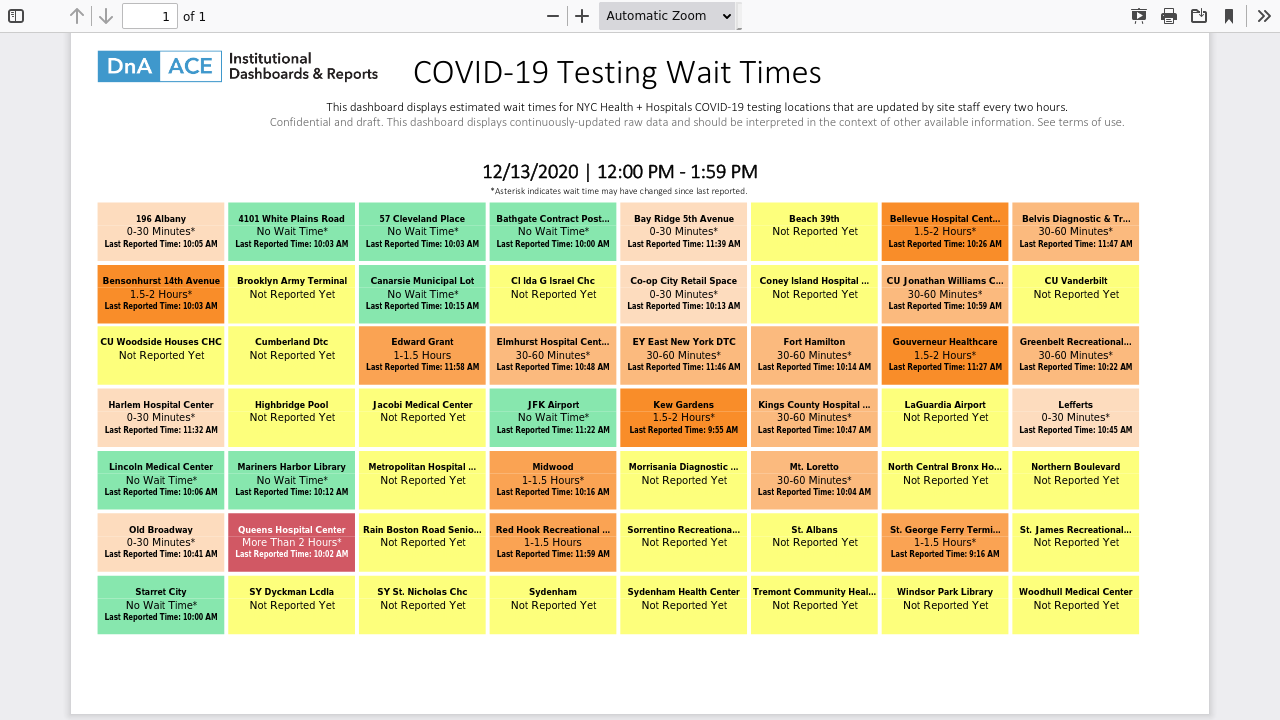 1 of 1 Automatic Zoom
DnA ACE Institutional
Dashboards & Reports
COVID-19 Testing Wait Times
This dashboard displays estimated wait times for NYC Health + Hospitals COVID-19 testing locations that are updated by site staff every two hours.
Confidential and draft. This dashboard displays continuously-updated raw data and should be interpreted in the context of other available information. See terms of use.
12/13/2020 | 12:00 PM - 1:59 PM
*Asterisk indicates wait time may have changed since last reported.
196 Albany
0-30 Minutes*
Last Reported Time: 10:05 AM
4101 White Plains Road
No Wait Time*
Last Reported Time: 10:03 AM
57 Cleveland Place
No Wait Time*
Last Reported Time: 10:03 AM
Bathgate Contract Post...
No Wait Time*
Last Reported Time: 10:00 AM
Bay Ridge 5th Avenue
0-30 Minutes*
Last Reported Time: 11:39 AM
Beach 39th
Not Reported Yet
Bellevue Hospital Cent...
1.5-2 Hours*
Last Reported Time: 10:26 AM
Belvis Diagnostic & Tr...
30-60 Minutes*
Last Reported Time: 11:47 AM
Bensonhurst 14th Avenue
1.5-2 Hours*
Last Reported Time: 10:03 AM
Brooklyn Army Terminal
Not Reported Yet
Canarsie Municipal Lot
No Wait Time*
Last Reported Time: 10:15 AM
Cl Ida G Israel Chc
Not Reported Yet
Co-op City Retail Space
0-30 Minutes*
Last Reported Time: 10:13 AM
Coney Island Hospital ...
Not Reported Yet
CU Jonathan Williams C...
30-60 Minutes*
Last Reported Time: 10:59 AM
CU Vanderbilt
Not Reported Yet
CU Woodside Houses CHC
Not Reported Yet
Cumberland Dtc
Not Reported Yet
Edward Grant
1-1.5 Hours
Last Reported Time: 11:58 AM
Elmhurst Hospital Cent...
30-60 Minutes*
Last Reported Time: 10:48 AM
EY East New York DTC
30-60 Minutes*
Last Reported Time: 11:46 AM
Fort Hamilton
30-60 Minutes*
Last Reported Time: 10:14 AM
Gouverneur Healthcare
1.5-2 Hours*
Last Reported Time: 11:27 AM
Greenbelt Recreational...
30-60 Minutes*
Last Reported Time: 10:22 AM
Harlem Hospital Center
0-30 Minutes*
Last Reported Time: 11:32 AM
Highbridge Pool
Not Reported Yet
Jacobi Medical Center
Not Reported Yet
JFK Airport
No Wait Time*
Last Reported Time: 11:22 AM
Kew Gardens
1.5-2 Hours*
Last Reported Time: 9:55 AM
Kings County Hospital ...
30-60 Minutes*
Last Reported Time: 10:47 AM
LaGuardia Airport
Not Reported Yet
Lefferts
0-30 Minutes*
Last Reported Time: 10:45 AM
Lincoln Medical Center
No Wait Time*
Last Reported Time: 10:06 AM
Mariners Harbor Library
No Wait Time*
Last Reported Time: 10:12 AM
Metropolitan Hospital ...
Not Reported Yet
Midwood
1-1.5 Hours*
Last Reported Time: 10:16 AM
Morrisania Diagnostic ...
Not Reported Yet
Mt. Loretto
30-60 Minutes*
Last Reported Time: 10:04 AM
North Central Bronx Ho...
Not Reported Yet
Northern Boulevard
Not Reported Yet
Old Broadway
0-30 Minutes*
Last Reported Time: 10:41 AM
Queens Hospital Center
More Than 2 Hours*
Last Reported Time: 10:02 AM
Rain Boston Road Senio...
Not Reported Yet
Red Hook Recreational ...
1-1.5 Hours
Last Reported Time: 11:59 AM
Sorrentino Recreationa...
Not Reported Yet
St. Albans
Not Reported Yet
St. George Ferry Termi...
1-1.5 Hours*
Last Reported Time: 9:16 AM
St. James Recreational...
Not Reported Yet
Starret City
No Wait Time*
Last Reported Time: 10:00 AM
SY Dyckman Lcdla
Not Reported Yet
SY St. Nicholas Chc
Not Reported Yet
Sydenham
Not Reported Yet
Sydenham Health Center
Not Reported Yet
Tremont Community Heal...
Not Reported Yet
Windsor Park Library
Not Reported Yet
Woodhull Medical Center
Not Reported Yet